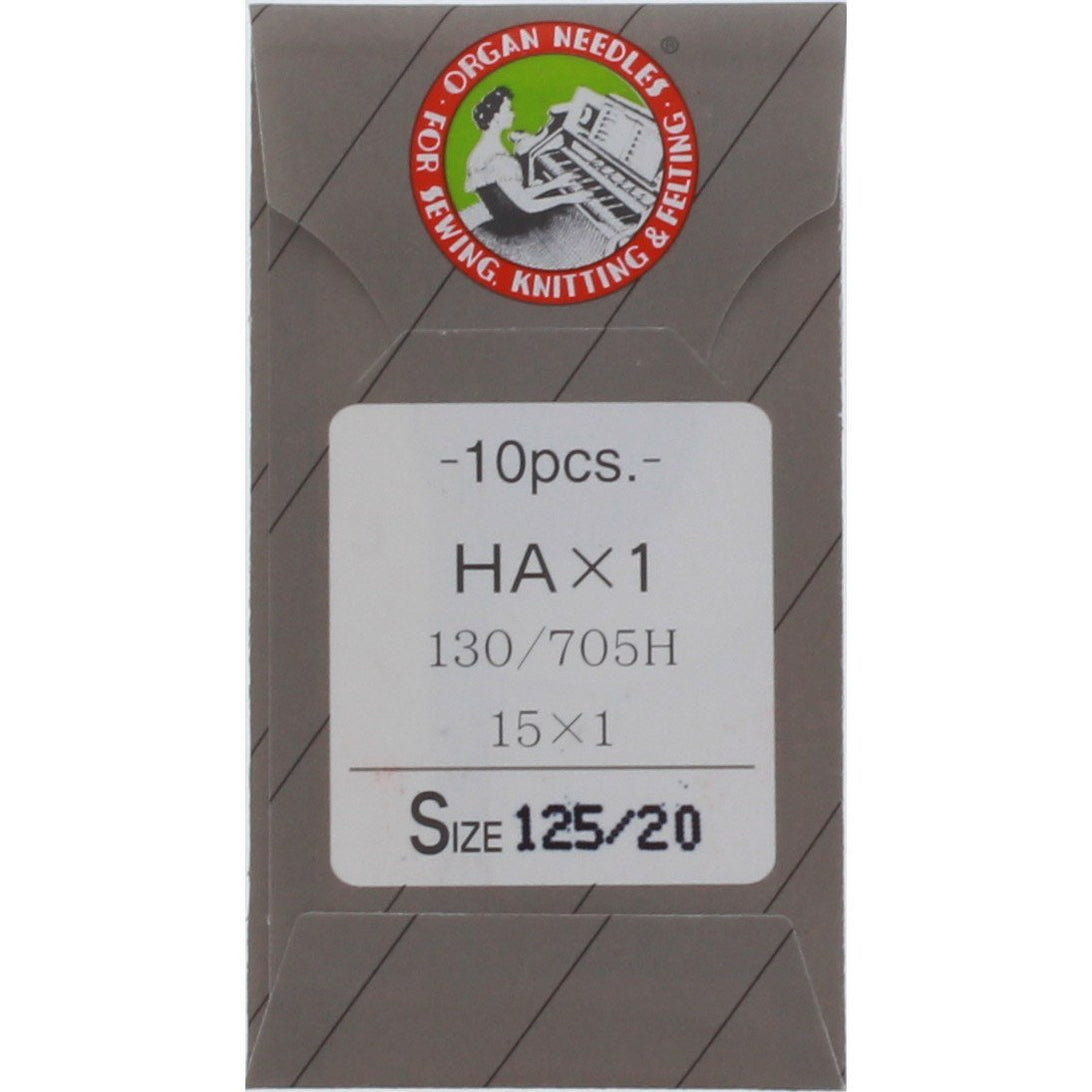 ORGAN NEEDLES ·
FOR SEWING, KNITTING & FELTING ·
®
-10pcs.-
HA×1
130/705H
15×1
SIZE 125/20